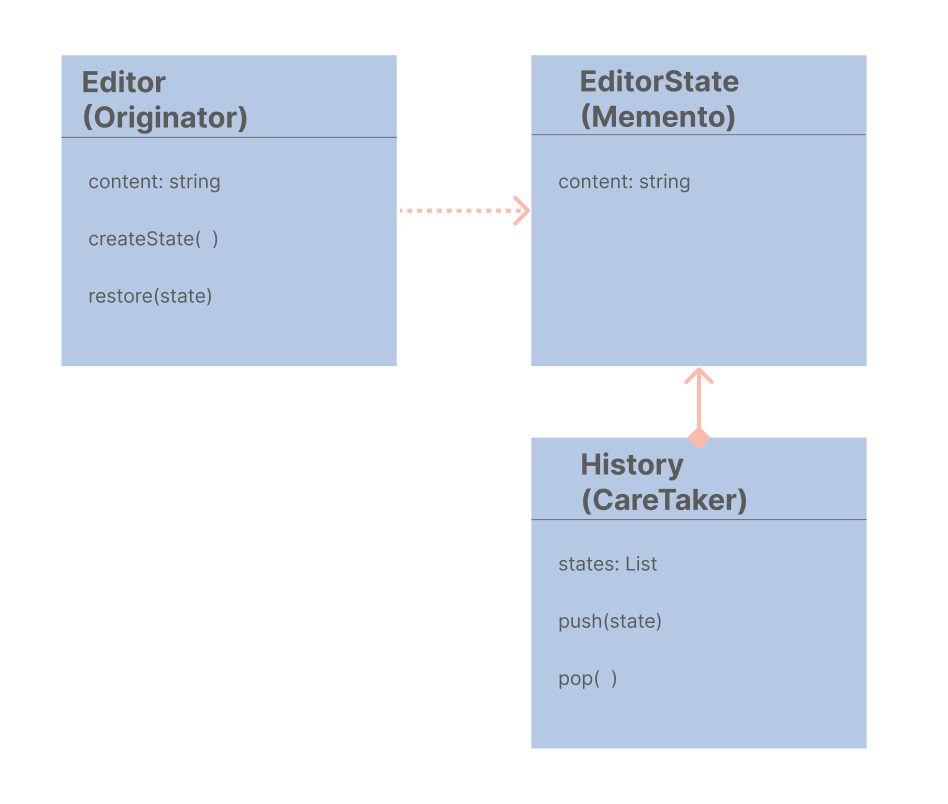 Editor
(Originator)
content: string
createState(  )
restore(state)
EditorState
(Memento)
content: string
History
(CareTaker)
states: List
push(state)
pop(  )